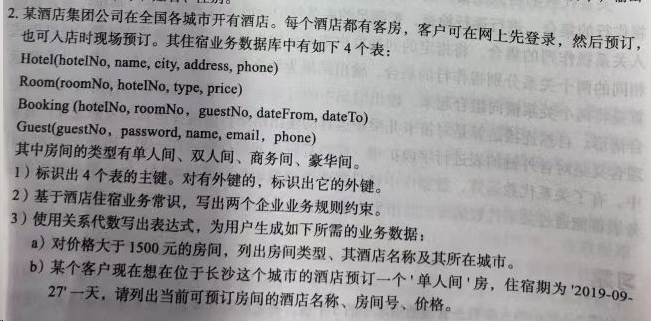 2. 某酒店集团公司在全国各城市开有酒店。每个酒店都有客房，客户可在网上先登录，然后预订，
也可入店时现场预订。其住宿业务数据库中有如下 4 个表：
Hotel(hotelNo, name, city, address, phone)
Room(roomNo, hotelNo, type, price)
Booking (hotelNo, roomNo，guestNo, dateFrom, dateTo)
Guest(guestNo，password, name, email，phone)
其中房间的类型有单人间、双人间、商务间、豪华间。
1）标识出 4 个表的主键。对有外键的，标识出它的外键。
2）基于酒店住宿业务常识，写出两个企业业务规则约束。
3）使用关系代数写出表达式，为用户生成如下所需的业务数据：
a）对价格大于 1500 元的房间，列出房间类型、其酒店名称及其所在城市。
b）某个客户现在想在位于长沙这个城市的酒店预订一个 '单人间 ' 房，住宿期为 '2019-09-
27' 一天，请列出当前可预订房间的酒店名称、房间号、价格。